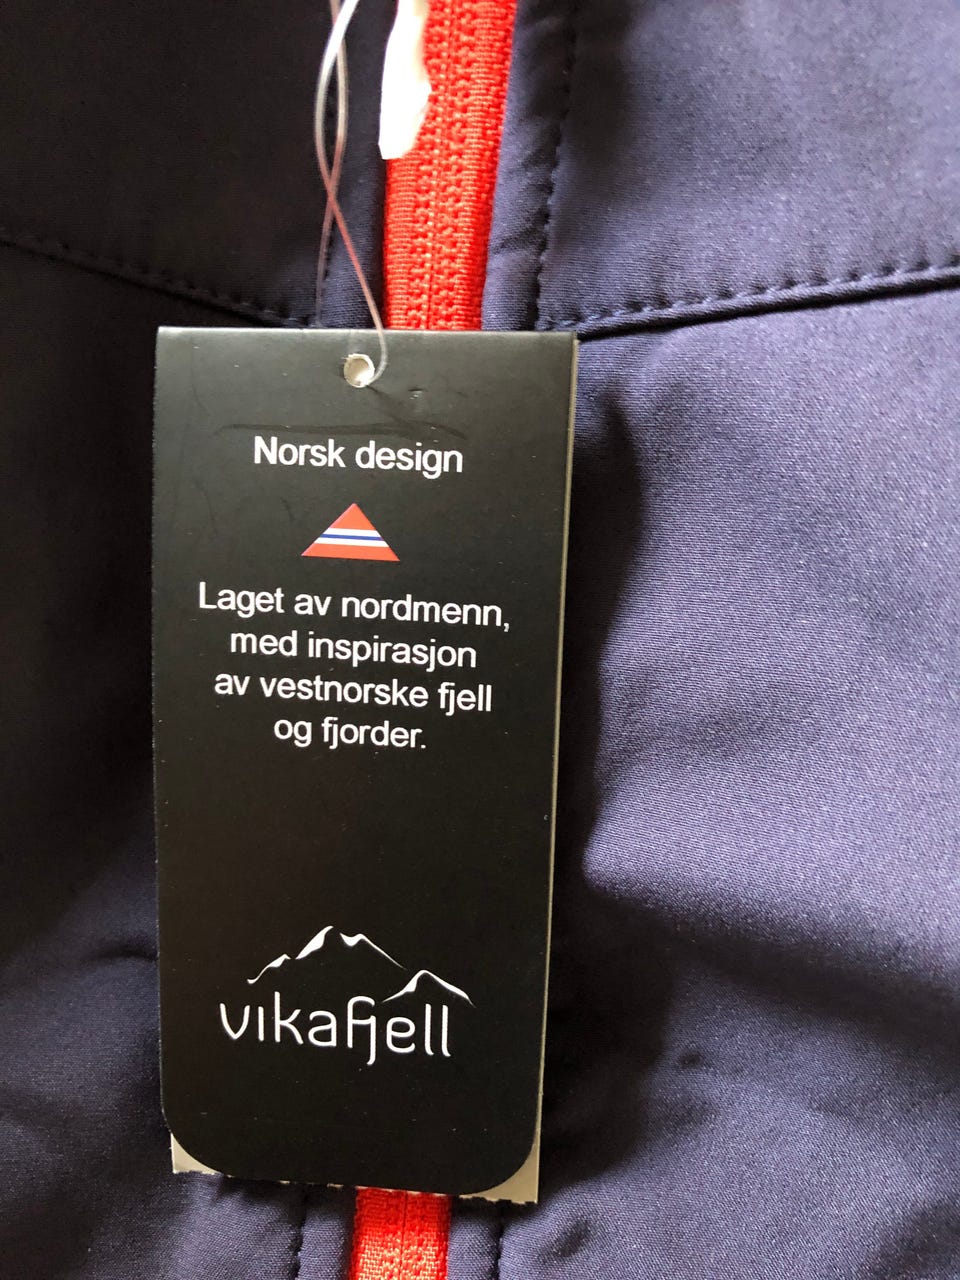 Norsk design
Laget av nordmenn,
med inspirasjon
av vestnorske fjell
og fjorder.
vikafjell